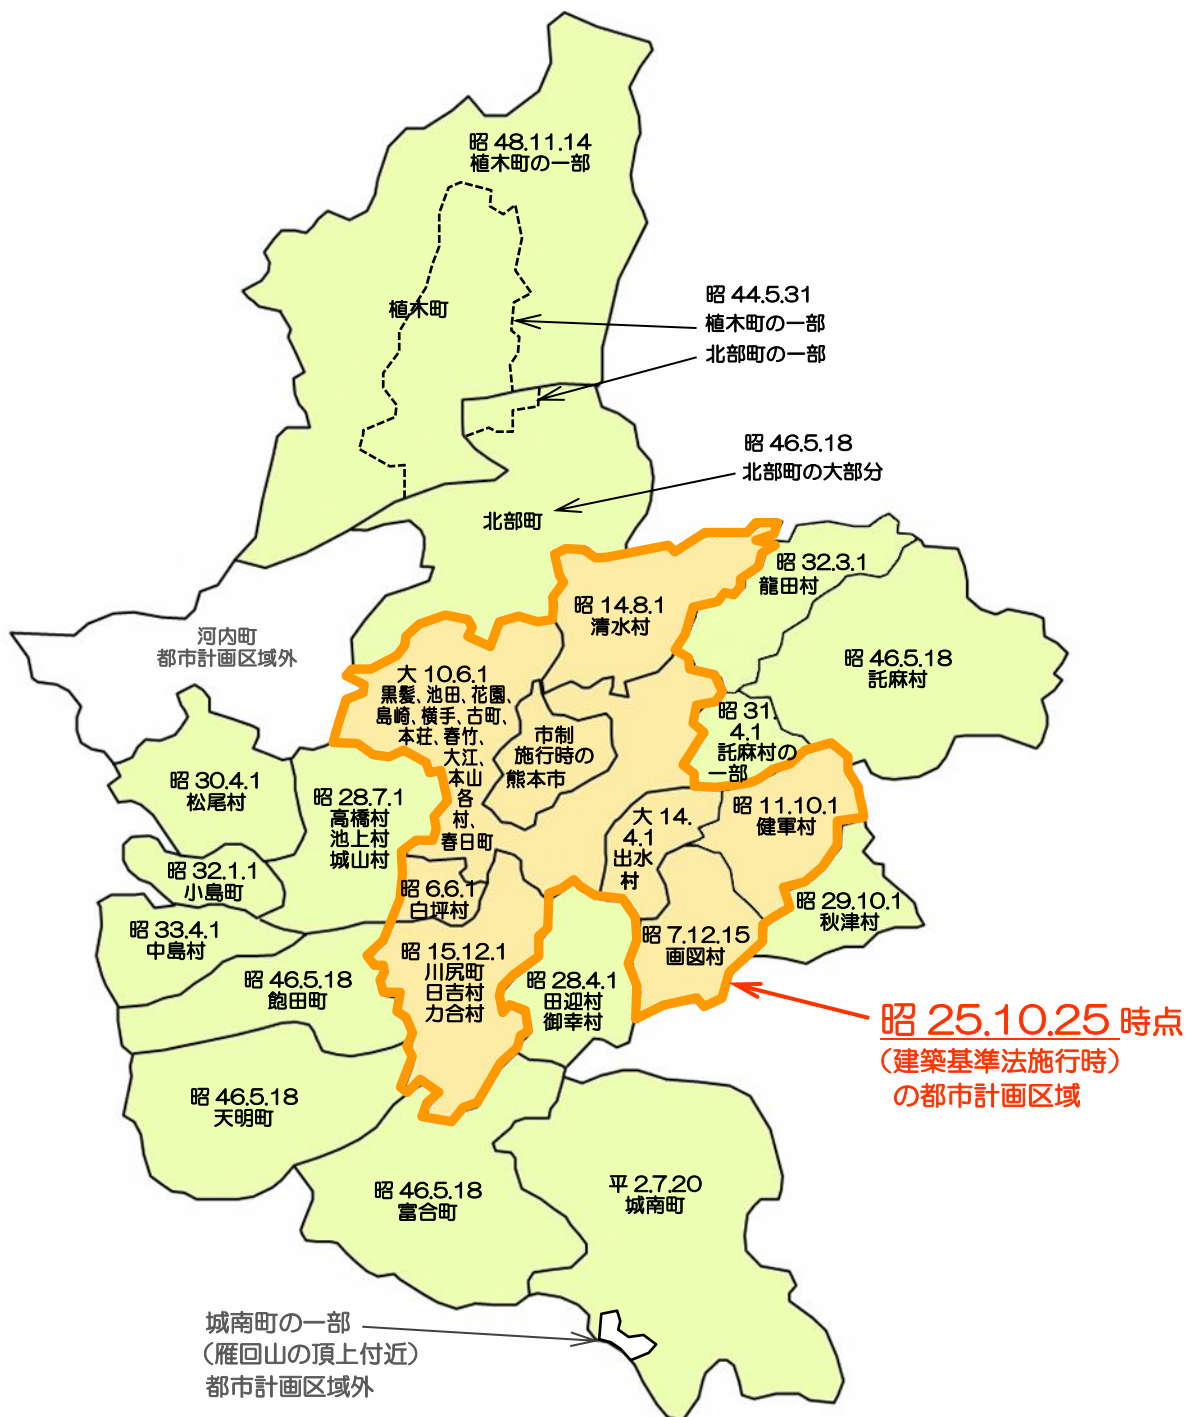 昭 48.11.14
植木町の一部
植木町
昭 44.5.31
植木町の一部
北部町の一部
昭 46.5.18
北部町の大部分
北部町
昭 32.3.1
龍田村
昭 14.8.1
清水村
河内町
都市計画区域外
昭 46.5.18
託麻村
大 10.6.1
黒髪、池田、花園、
島崎、横手、古町、
本荘、春竹、
大江、
本山
各
村、
春日町
市制
施行時の
熊本市
昭 31.
4.1
託麻村の
一部
昭 30.4.1
松尾村
昭 28.7.1
高橋村
池上村
城山村
昭 11.10.1
健軍村
大 14.
4.1
出水
村
昭 32.1.1
小島町
昭 6.6.1
白坪村
昭 29.10.1
秋津村
昭 33.4.1
中島村
昭 7.12.15
画図村
昭 15.12.1
川尻町
日吉村
力合村
昭 46.5.18
飽田町
昭 28.4.1
田迎村
御幸村
昭 25.10.25 時点
（建築基準法施行時）
の都市計画区域
昭 46.5.18
天明町
昭 46.5.18
富合町
平 2.7.20
城南町
城南町の一部
（雁回山の頂上付近）
都市計画区域外